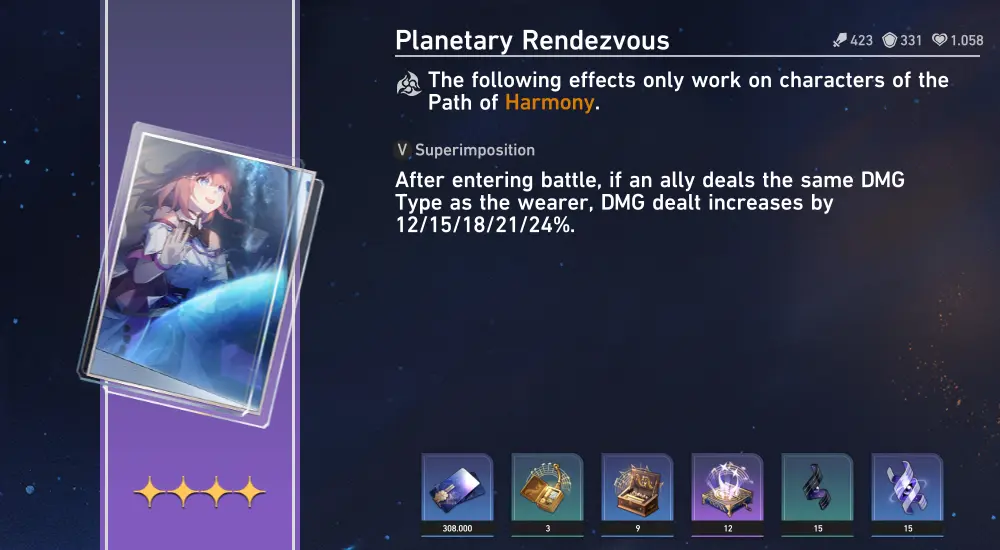 Planetary Rendezvous
423 331 1.058
The following effects only work on characters of the
Path of Harmony.
V Superimposition
After entering battle, if an ally deals the same DMG
Type as the wearer, DMG dealt increases by
12/15/18/21/24%.
308.000 3 9 12 15 15